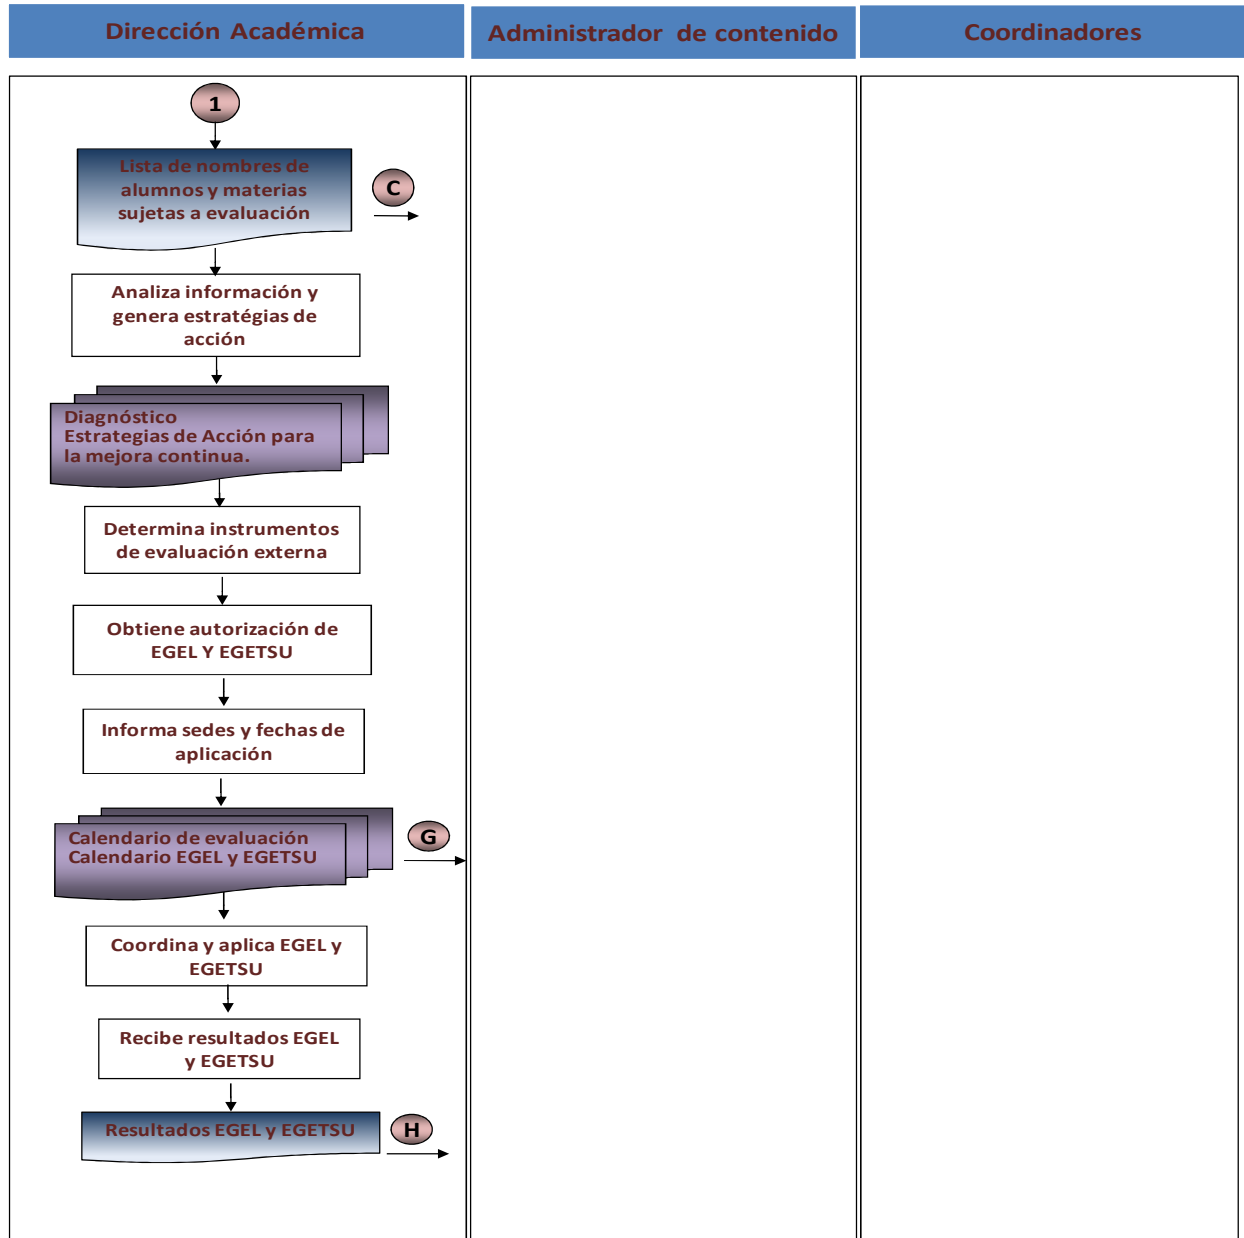 Dirección Académica
Administrador de contenido
Coordinadores
1
Lista de nombres de
alumnos y materias
sujetas a evaluación
C
Analiza información y
genera estratégias de
acción
Diagnóstico
Estrategias de Acción para
la mejora continua.
Determina instrumentos
de evaluación externa
Obtiene autorización de
EGEL Y EGETSU
Informa sedes y fechas de
aplicación
Calendario de evaluación
Calendario EGEL y EGETSU
G
Coordina y aplica EGEL y
EGETSU
Recibe resultados EGEL
y EGETSU
Resultados EGEL y EGETSU
H